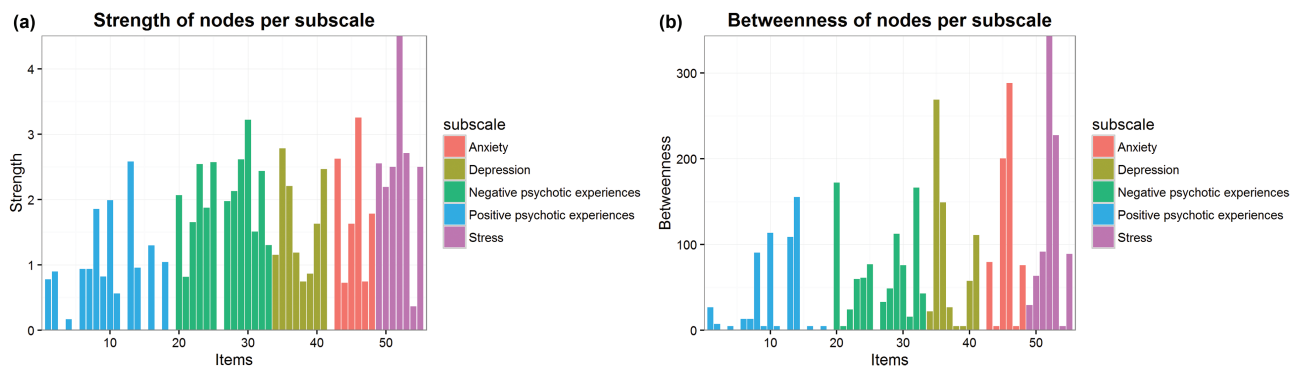 (a)
Strength of nodes per subscale
Strength
4
3
2
1
0
10
20
30
40
50
Items
subscale
Anxiety
Depression
Negative psychotic experiences
Positive psychotic experiences
Stress
(b)
Betweenness of nodes per subscale
Betweenness
300
200
100
0
10
20
30
40
50
Items
subscale
Anxiety
Depression
Negative psychotic experiences
Positive psychotic experiences
Stress